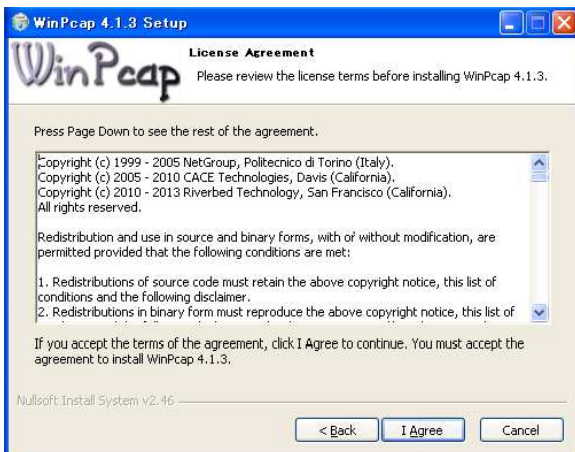 WinPcap 4.1.3 Setup
WinPcap
License Agreement
Please review the license terms before installing WinPcap 4.1.3.
Press Page Down to see the rest of the agreement.
Copyright (c) 1999 - 2005 NetGroup, Politecnico di Torino (Italy).
Copyright (c) 2005 - 2010 CACE Technologies, Davis (California).
Copyright (c) 2010 - 2013 Riverbed Technology, San Francisco (California).
All rights reserved.
Redistribution and use in source and binary forms, with or without modification, are
permitted provided that the following conditions are met:
1. Redistributions of source code must retain the above copyright notice, this list of
conditions and the following disclaimer.
2. Redistributions in binary form must reproduce the above copyright notice, this list of
If you accept the terms of the agreement, click I Agree to continue. You must accept the
agreement to install WinPcap 4.1.3.
Nullsoft Install System v2.46
< Back
I Agree
Cancel